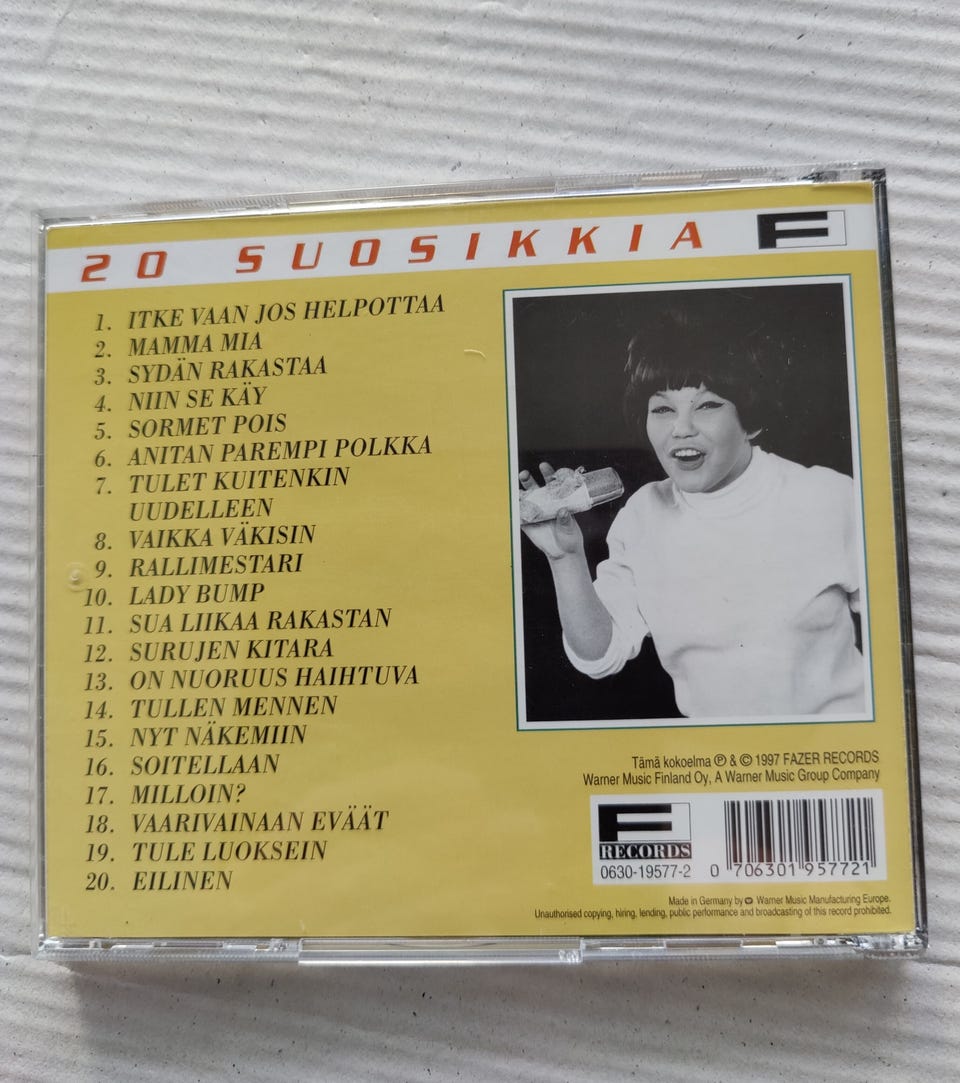 20 SUOSIKKIA F
1. ITKE VAAN JOS HELPOTTAA
2. MAMMA MIA
3. SYDÄN RAKASTAA
4. NIIN SE KÄY
5. SORMET POIS
6. ANITAN PAREMPI POLKKA
7. TULET KUITENKIN
UUDELLEEN
8. VAIKKA VÄKISIN
9. RALLIMESTARI
10. LADY BUMP
11. SUA LIIKAA RAKASTAN
12. SURUJEN KITARA
13. ON NUORUUS HAIHTUVA
14. TULLEN MENNEN
15. NYT NÄKEMIIN
16. SOITELLAAN
17. MILLOIN?
18. VAARIVAINAAN EVÄÄT
19. TULE LUOKSEIN
20. EILINEN
Tämä kokoelma ℗ & © 1997 FAZER RECORDS
Warner Music Finland Oy, A Warner Music Group Company
F
RECORDS
0630-19577-2
0 706301 957721
Made in Germany by Warner Music Manufacturing Europe.
Unauthorised copying, hiring, lending, public performance and broadcasting of this record prohibited.